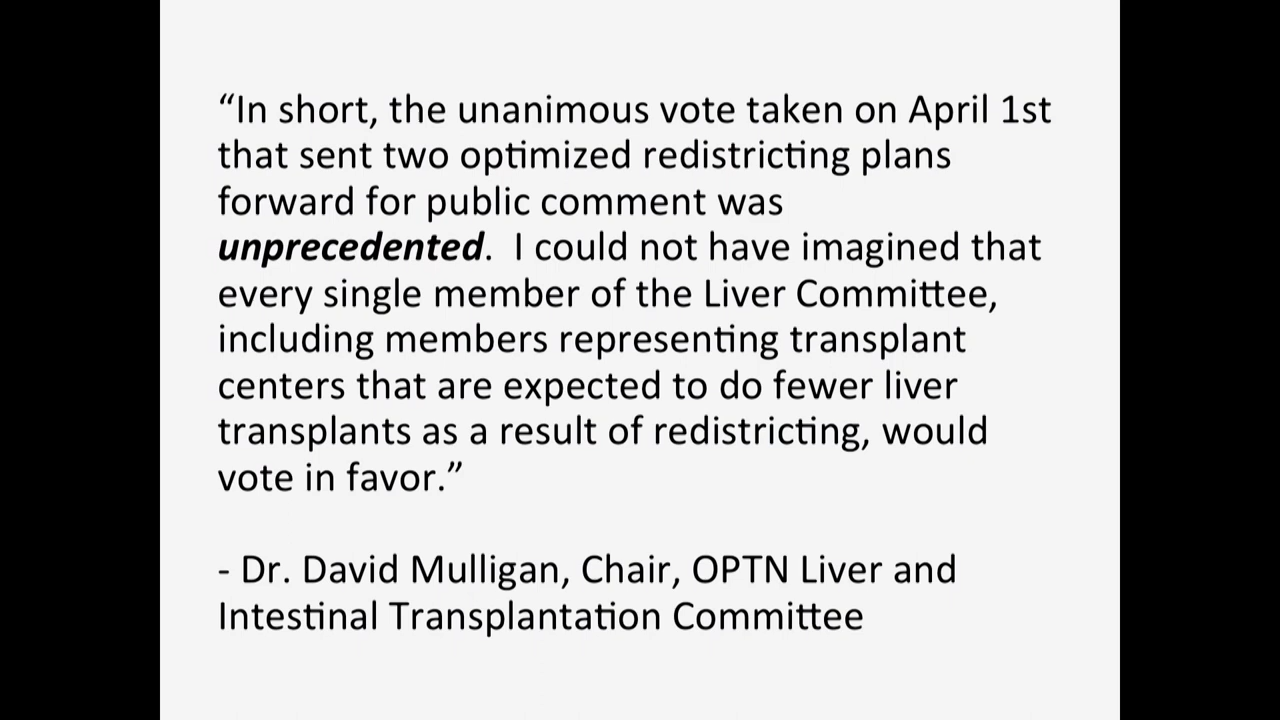 “In short, the unanimous vote taken on April 1st
that sent two optimized redistricting plans
forward for public comment was
unprecedented.  I could not have imagined that
every single member of the Liver Committee,
including members representing transplant
centers that are expected to do fewer liver
transplants as a result of redistricting, would
vote in favor.”
- Dr. David Mulligan, Chair, OPTN Liver and
Intestinal Transplantation Committee